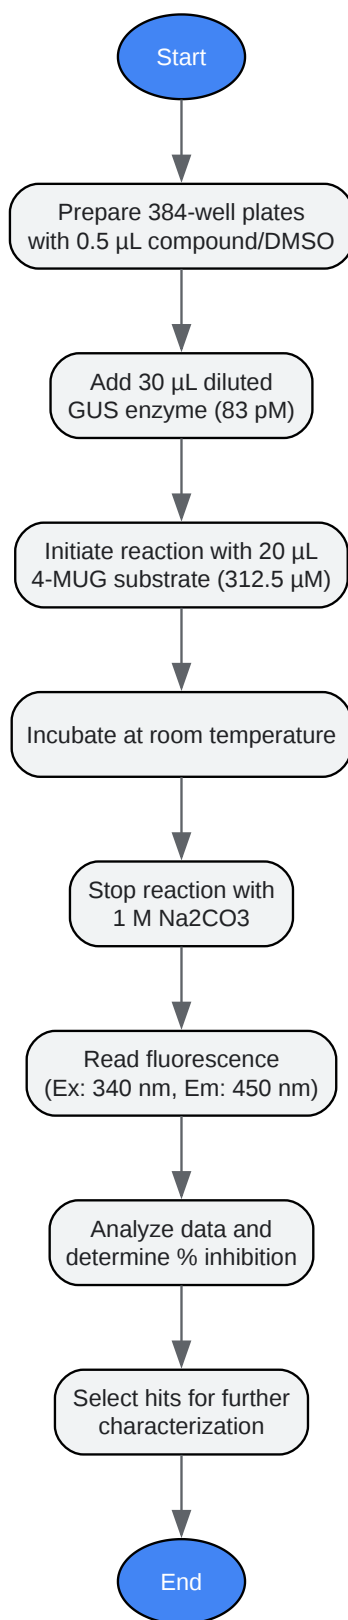 Start
Prepare 384-well plates
with 0.5 µL compound/DMSO
Add 30 µL diluted
GUS enzyme (83 pM)
Initiate reaction with 20 µL
4-MUG substrate (312.5 µM)
Incubate at room temperature
Stop reaction with
1 M Na2CO3
Read fluorescence
(Ex: 340 nm, Em: 450 nm)
Analyze data and
determine % inhibition
Select hits for further
characterization
End